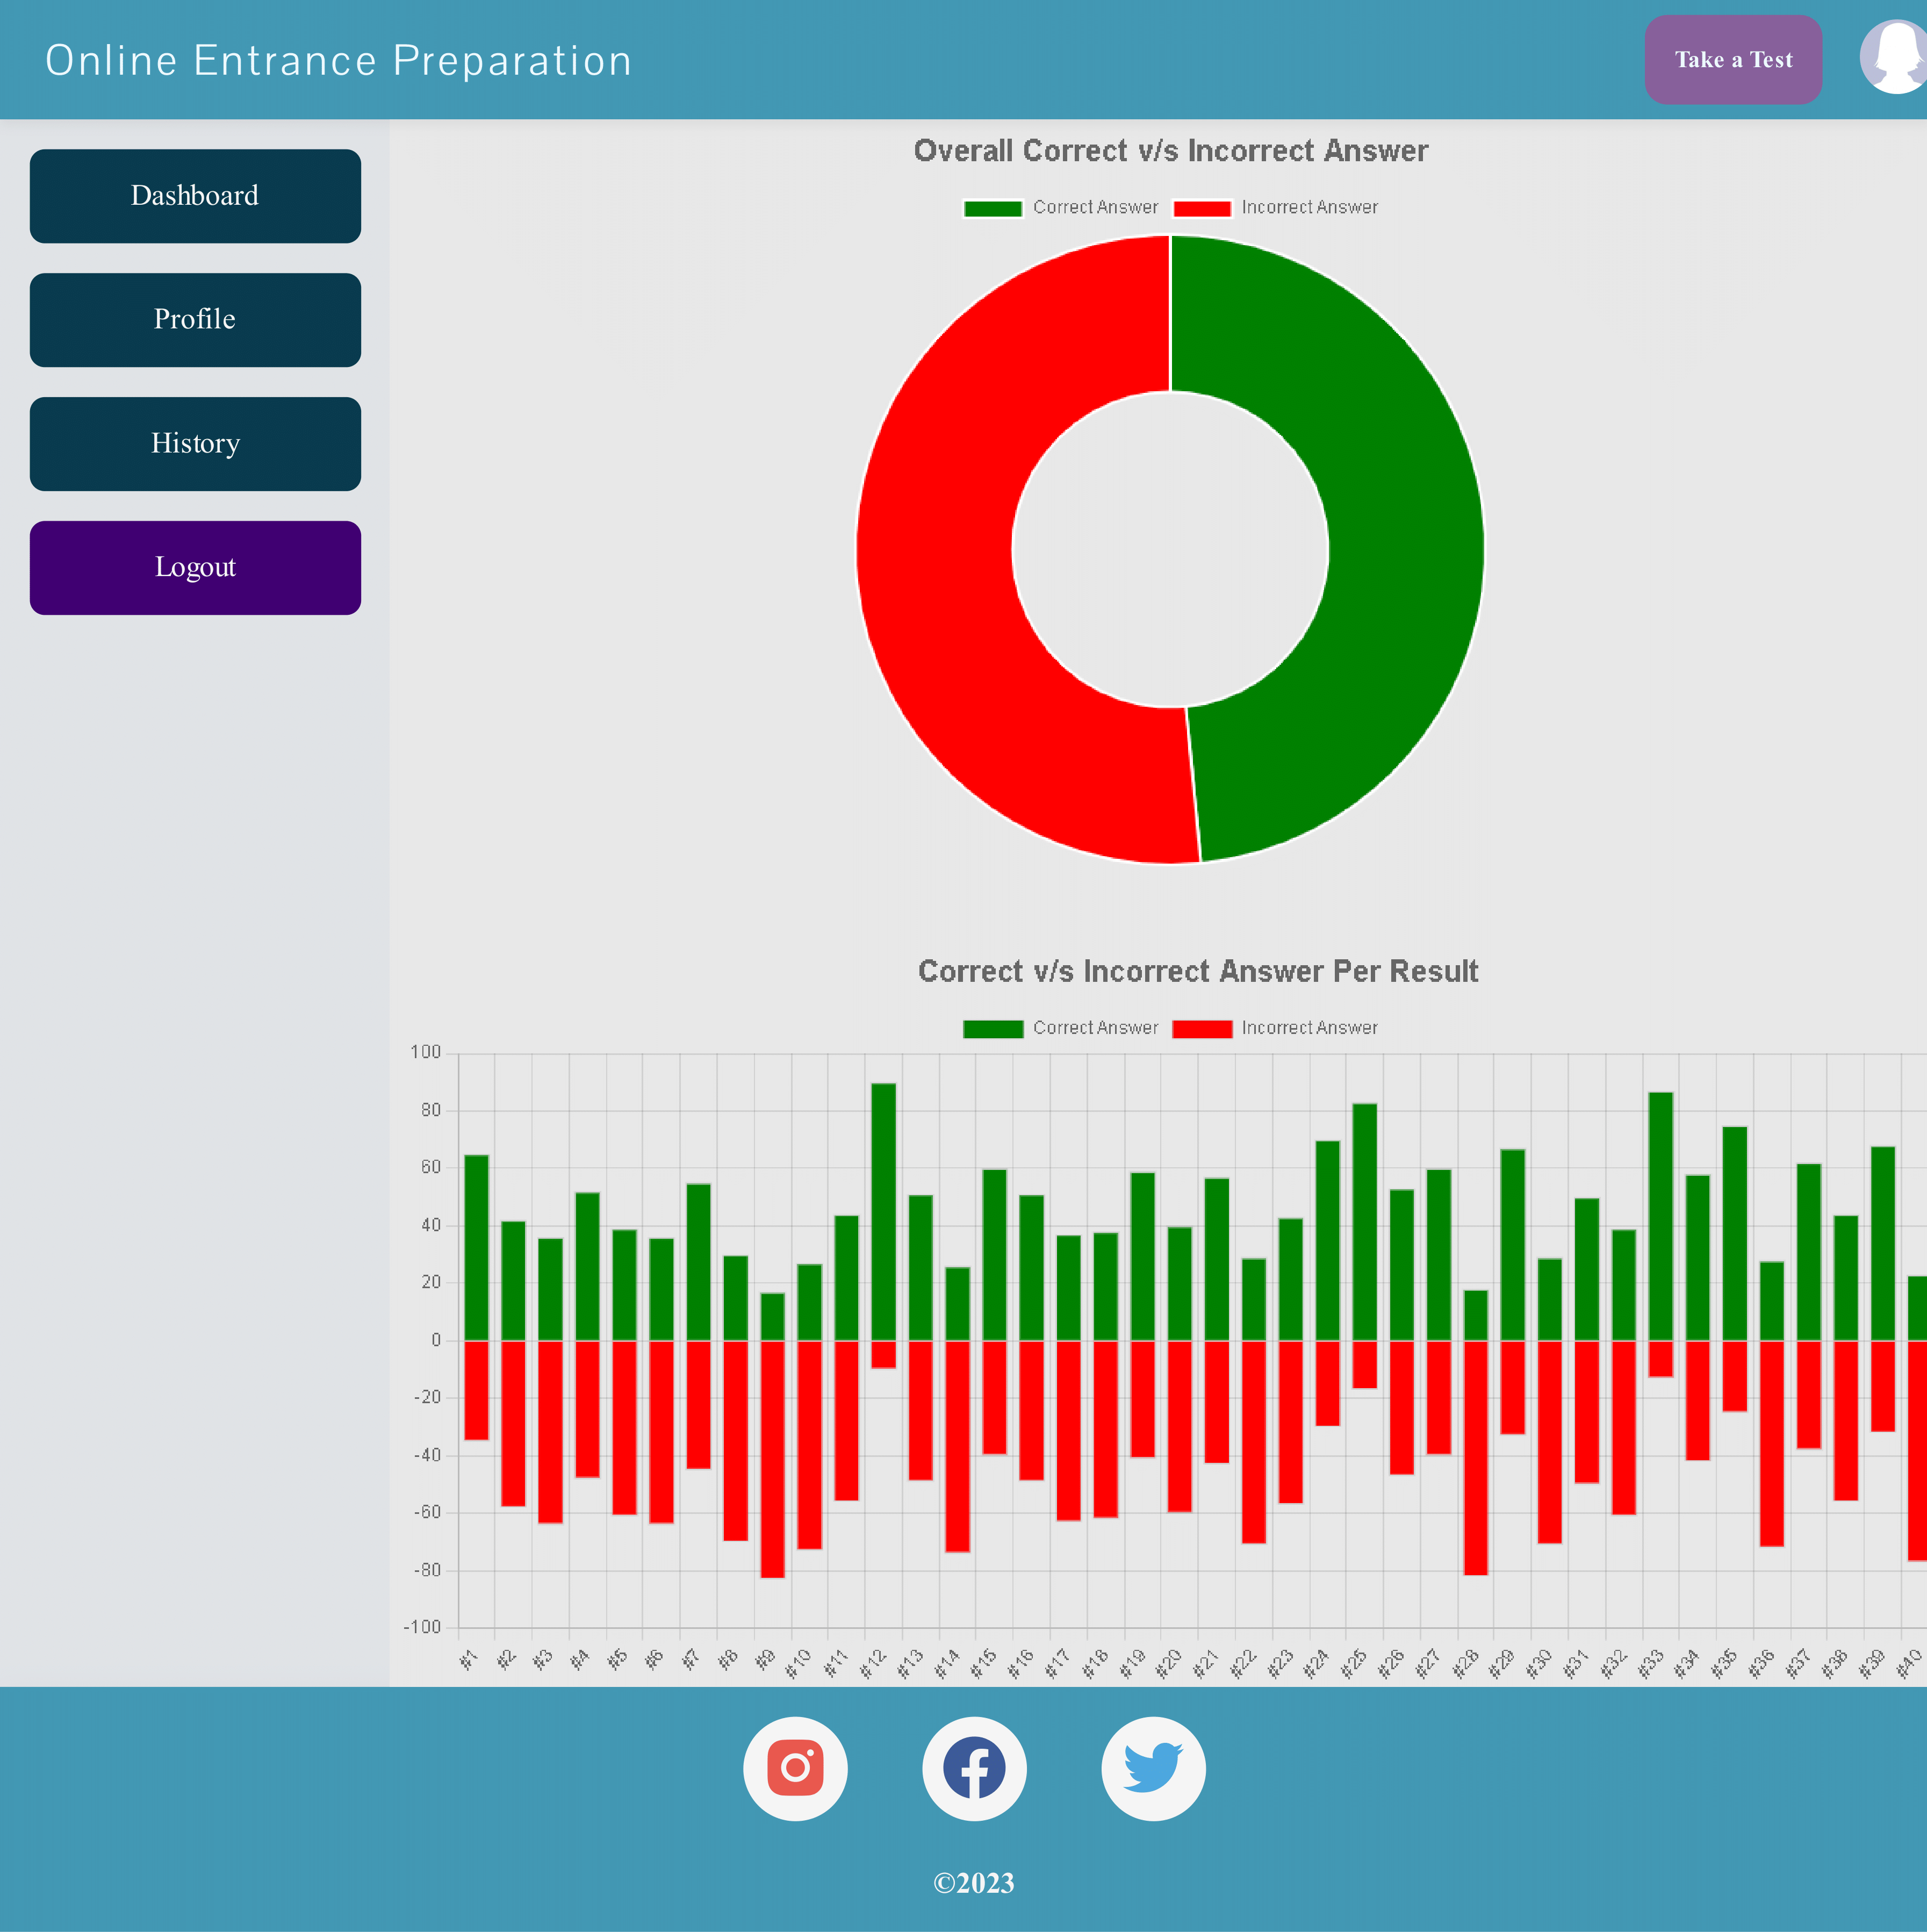 Online Entrance Preparation
Take a Test
Dashboard
Profile
History
Logout
Overall Correct v/s Incorrect Answer
Correct Answer Incorrect Answer
Correct v/s Incorrect Answer Per Result
Correct Answer Incorrect Answer
100
80
60
40
20
0
-20
-40
-60
-80
-100
#1 #2 #3 #4 #5 #6 #7 #8 #9 #10 #11 #12 #13 #14 #15 #16 #17 #18 #19 #20 #21 #22 #23 #24 #25 #26 #27 #28 #29 #30 #31 #32 #33 #34 #35 #36 #37 #38 #39 #40
©2023